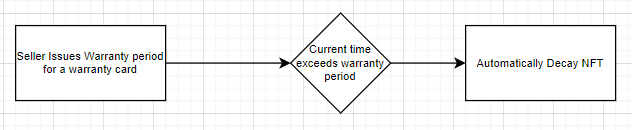 Seller Issues Warranty period
for a warranty card
Current time
exceeds warranty
period
Automatically Decay NFT